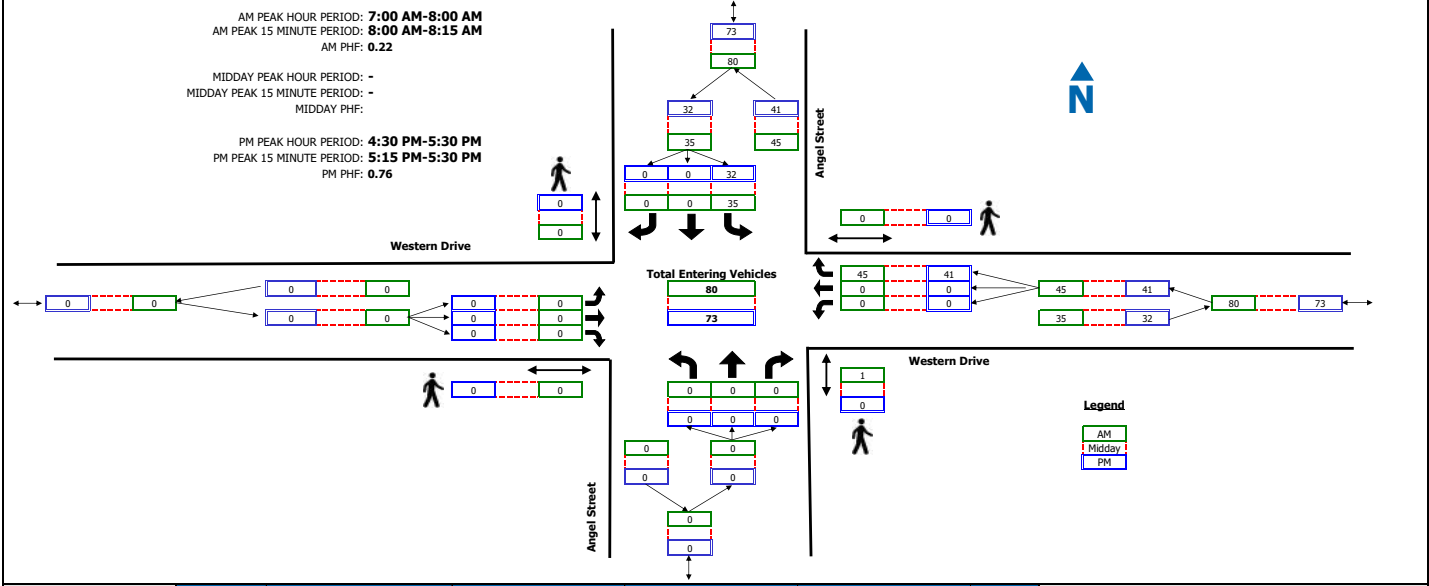 AM PEAK HOUR PERIOD: 7:00 AM-8:00 AM
AM PEAK 15 MINUTE PERIOD: 8:00 AM-8:15 AM
AM PHF: 0.22
MIDDAY PEAK HOUR PERIOD: -
MIDDAY PEAK 15 MINUTE PERIOD: -
MIDDAY PHF:
PM PEAK HOUR PERIOD: 4:30 PM-5:30 PM
PM PEAK 15 MINUTE PERIOD: 5:15 PM-5:30 PM
PM PHF: 0.76
73
80
32 41
35 45
0 0 32
0 0 35
Angel Street
N
0
0
0 0
Western Drive
Total Entering Vehicles
80
73
0 0
0 0
0 0
0 0
0 0
0 0
45 41
0 0
0 0
45 41
35 32
80 73
Western Drive
0 0
0 0 0
0 0 0
1
0
0 0
0 0
0
0
Angel Street
Legend
AM
Midday
PM